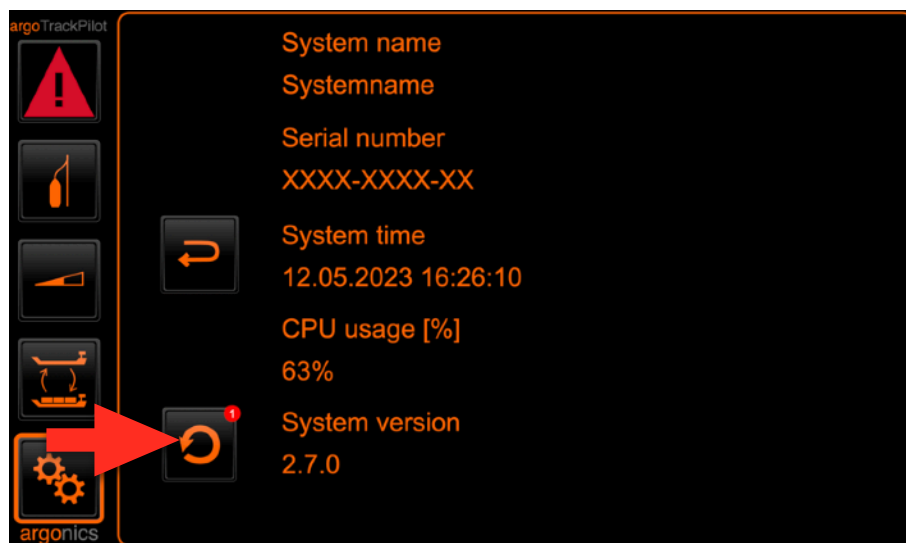 argoTrackPilot
System name
Systemname
Serial number
XXXX-XXXX-XX
System time
12.05.2023 16:26:10
CPU usage [%]
63%
1
System version
2.7.0
argonics